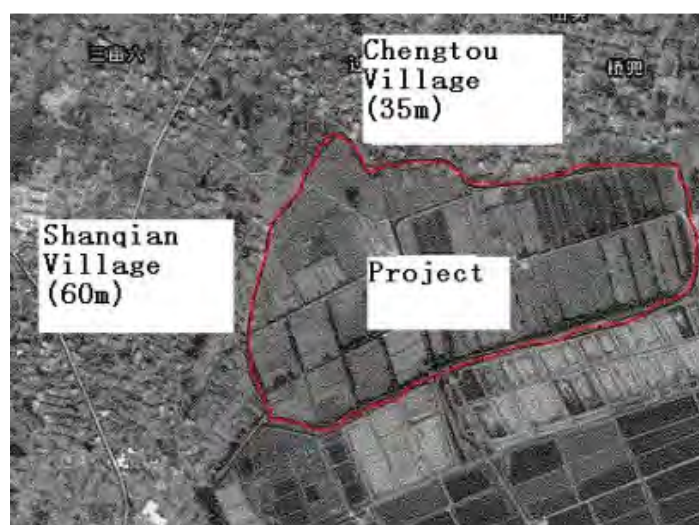 Chengtou
Village
(35m)
Shanqian
Village
(60m)
Project